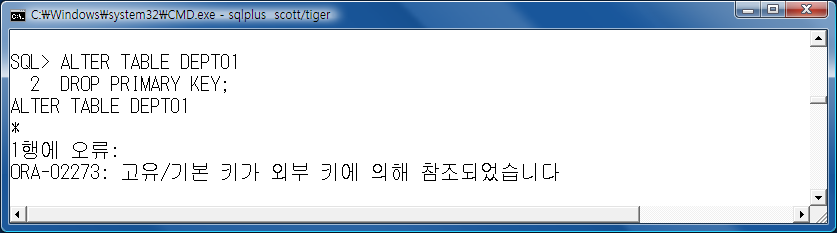 C:\Windows\system32\CMD.exe - sqlplus  scott/tiger
SQL> ALTER TABLE DEPT01
  2  DROP PRIMARY KEY;
ALTER TABLE DEPT01
*
1행에 오류:
ORA-02273: 고유/기본 키가 외부 키에 의해 참조되었습니다